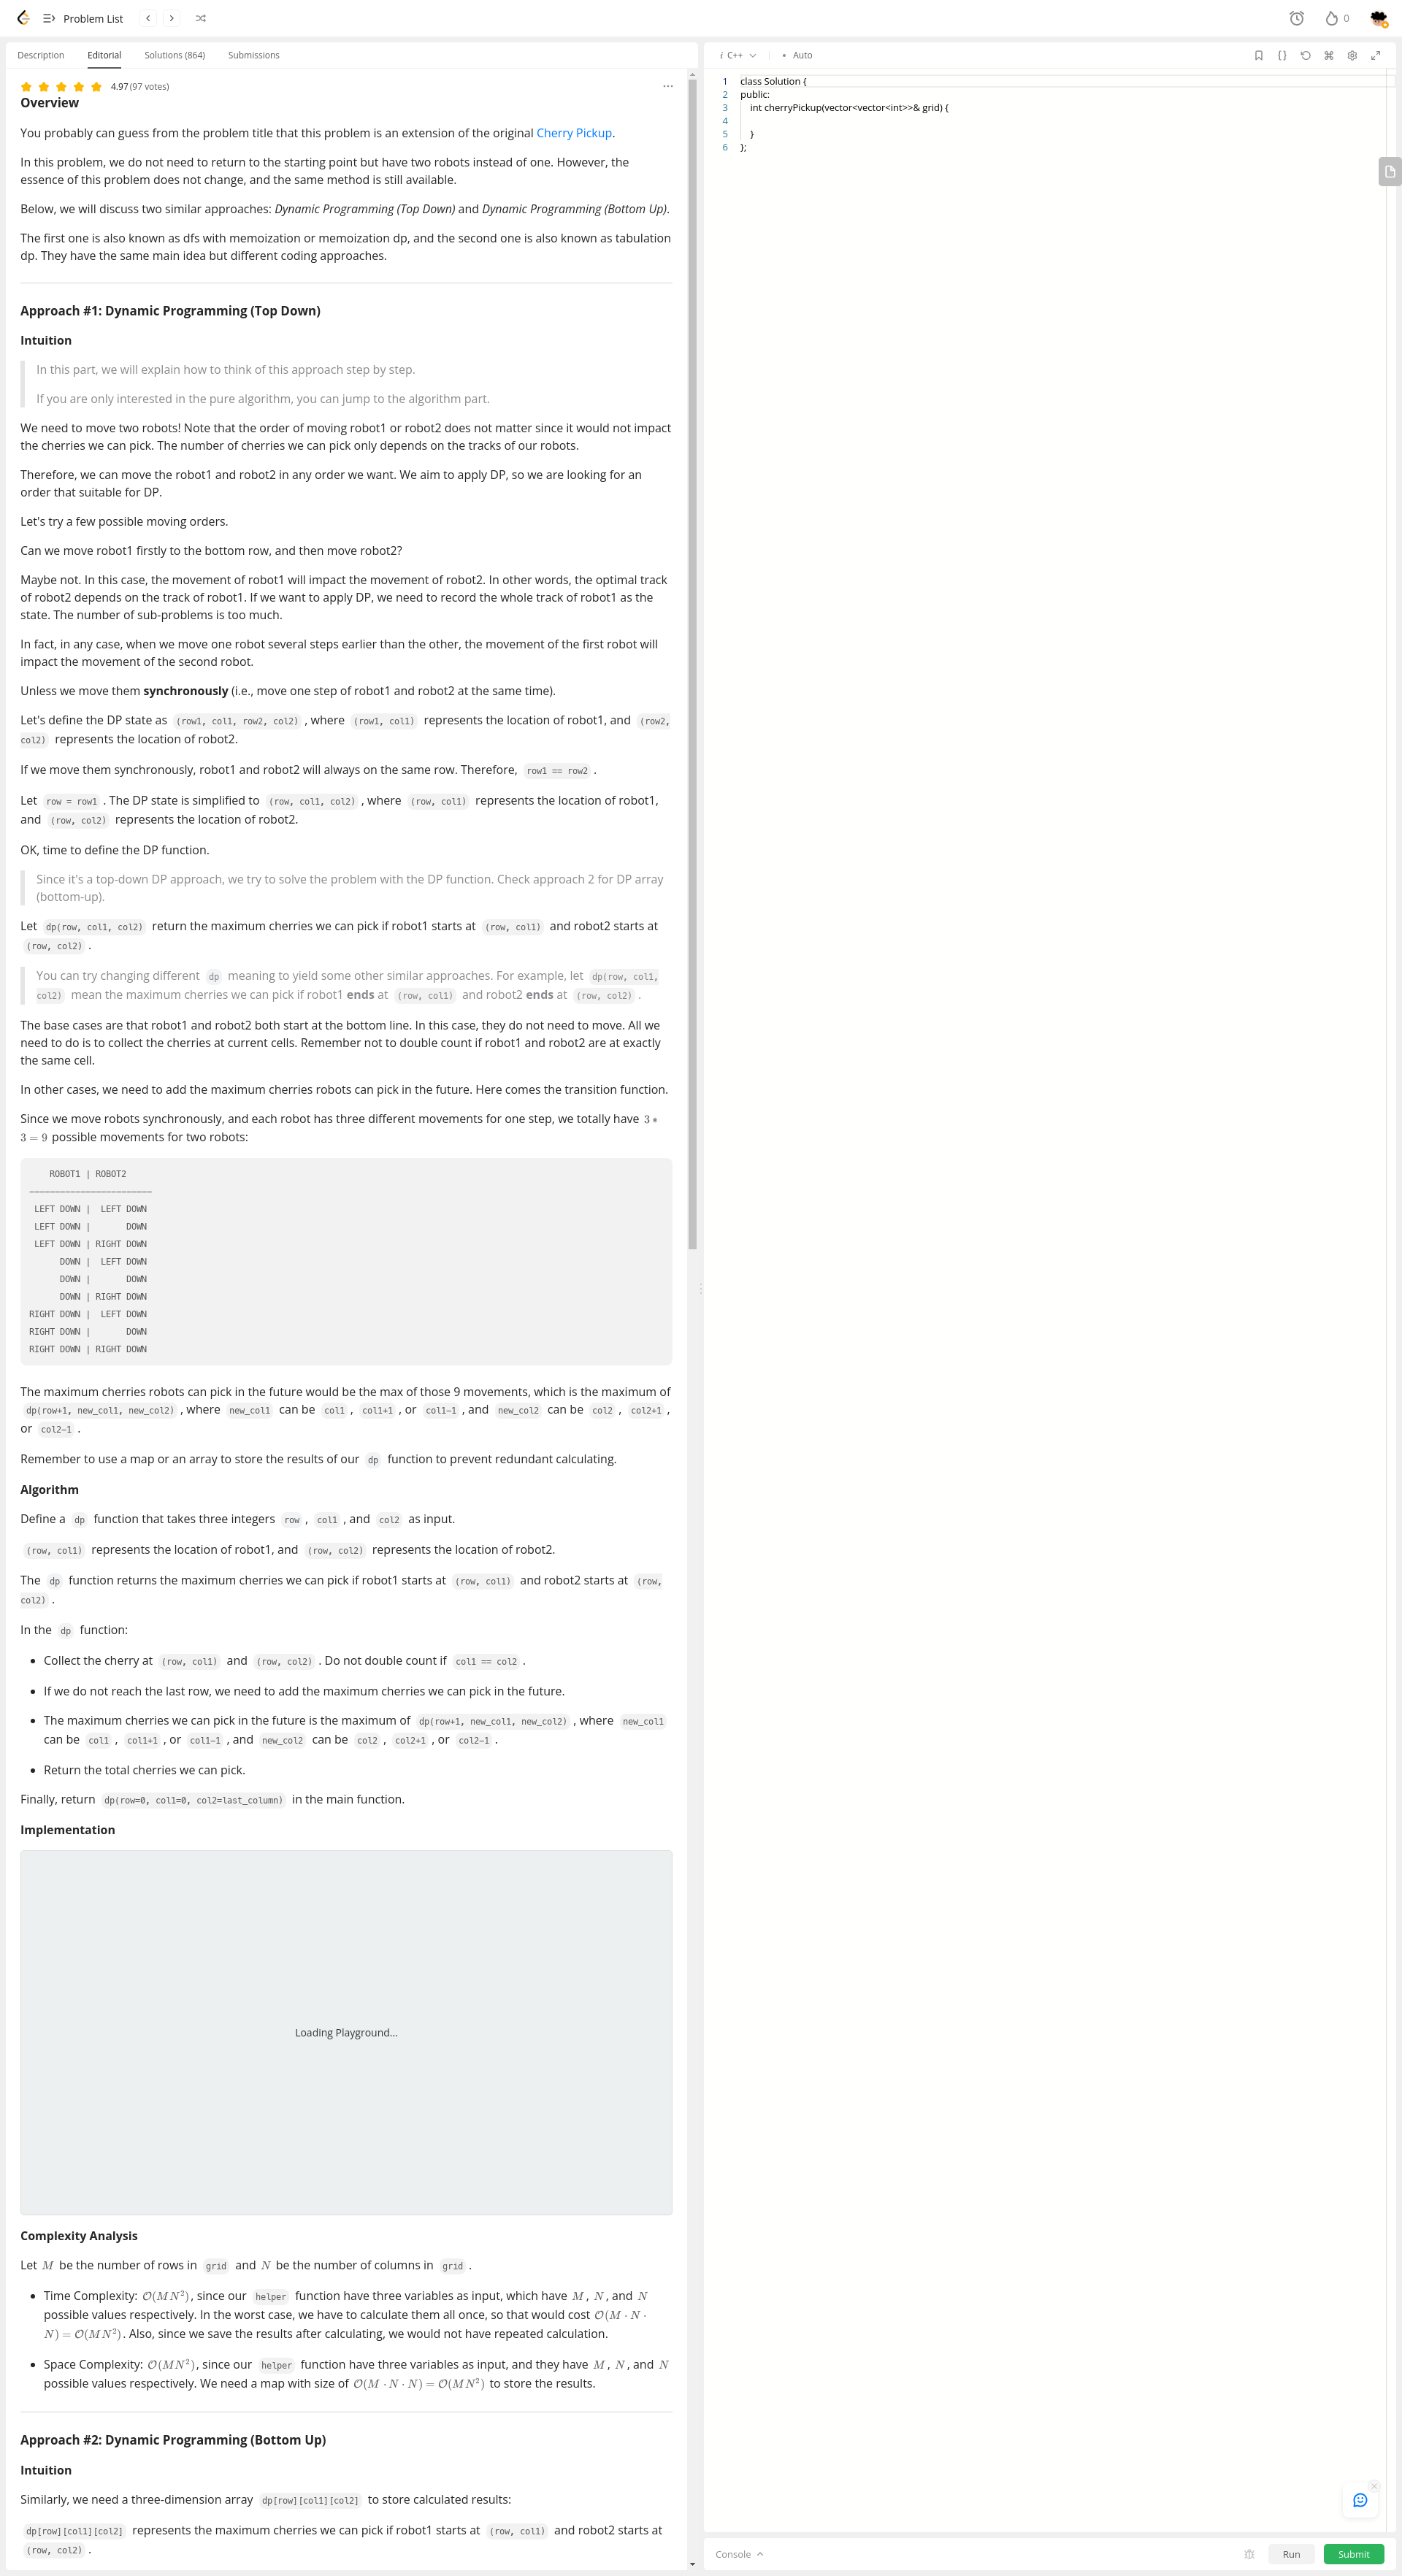 Problem List
0
Description Editorial Solutions (864) Submissions
4.97 (97 votes)
Overview
You probably can guess from the problem title that this problem is an extension of the original Cherry Pickup.
In this problem, we do not need to return to the starting point but have two robots instead of one. However, the
essence of this problem does not change, and the same method is still available.
Below, we will discuss two similar approaches: Dynamic Programming (Top Down) and Dynamic Programming (Bottom Up).
The first one is also known as dfs with memoization or memoization dp, and the second one is also known as tabulation
dp. They have the same main idea but different coding approaches.
Approach #1: Dynamic Programming (Top Down)
Intuition
In this part, we will explain how to think of this approach step by step.
If you are only interested in the pure algorithm, you can jump to the algorithm part.
We need to move two robots! Note that the order of moving robot1 or robot2 does not matter since it would not impact
the cherries we can pick. The number of cherries we can pick only depends on the tracks of our robots.
Therefore, we can move the robot1 and robot2 in any order we want. We aim to apply DP, so we are looking for an
order that suitable for DP.
Let's try a few possible moving orders.
Can we move robot1 firstly to the bottom row, and then move robot2?
Maybe not. In this case, the movement of robot1 will impact the movement of robot2. In other words, the optimal track
of robot2 depends on the track of robot1. If we want to apply DP, we need to record the whole track of robot1 as the
state. The number of sub-problems is too much.
In fact, in any case, when we move one robot several steps earlier than the other, the movement of the first robot will
impact the movement of the second robot.
Unless we move them synchronously (i.e., move one step of robot1 and robot2 at the same time).
Let's define the DP state as (row1, col1, row2, col2) , where (row1, col1) represents the location of robot1, and (row2,
col2) represents the location of robot2.
If we move them synchronously, robot1 and robot2 will always on the same row. Therefore, row1 == row2 .
Let row = row1 . The DP state is simplified to (row, col1, col2) , where (row, col1) represents the location of robot1,
and (row, col2) represents the location of robot2.
OK, time to define the DP function.
Since it's a top-down DP approach, we try to solve the problem with the DP function. Check approach 2 for DP array
(bottom-up).
Let dp(row, col1, col2) return the maximum cherries we can pick if robot1 starts at (row, col1) and robot2 starts at
(row, col2) .
You can try changing different dp meaning to yield some other similar approaches. For example, let dp(row, col1,
col2) mean the maximum cherries we can pick if robot1 ends at (row, col1) and robot2 ends at (row, col2) .
The base cases are that robot1 and robot2 both start at the bottom line. In this case, they do not need to move. All we
need to do is to collect the cherries at current cells. Remember not to double count if robot1 and robot2 are at exactly
the same cell.
In other cases, we need to add the maximum cherries robots can pick in the future. Here comes the transition function.
Since we move robots synchronously, and each robot has three different movements for one step, we totally have 3 ∗
3 = 9 possible movements for two robots:
ROBOT1 | ROBOT2
————————————————————————
LEFT DOWN | LEFT DOWN
LEFT DOWN | DOWN
LEFT DOWN | RIGHT DOWN
DOWN | LEFT DOWN
DOWN | DOWN
DOWN | RIGHT DOWN
RIGHT DOWN | LEFT DOWN
RIGHT DOWN | DOWN
RIGHT DOWN | RIGHT DOWN
The maximum cherries robots can pick in the future would be the max of those 9 movements, which is the maximum of
dp(row+1, new_col1, new_col2) , where new_col1 can be col1 , col1+1 , or col1-1 , and new_col2 can be col2 , col2+1 ,
or col2-1 .
Remember to use a map or an array to store the results of our dp function to prevent redundant calculating.
Algorithm
Define a dp function that takes three integers row , col1 , and col2 as input.
(row, col1) represents the location of robot1, and (row, col2) represents the location of robot2.
The dp function returns the maximum cherries we can pick if robot1 starts at (row, col1) and robot2 starts at (row,
col2) .
In the dp function:
• Collect the cherry at (row, col1) and (row, col2) . Do not double count if col1 == col2 .
• If we do not reach the last row, we need to add the maximum cherries we can pick in the future.
• The maximum cherries we can pick in the future is the maximum of dp(row+1, new_col1, new_col2) , where new_col1
can be col1 , col1+1 , or col1-1 , and new_col2 can be col2 , col2+1 , or col2-1 .
• Return the total cherries we can pick.
Finally, return dp(row=0, col1=0, col2=last_column) in the main function.
Implementation
Loading Playground...
Complexity Analysis
Let M be the number of rows in grid and N be the number of columns in grid .
• Time Complexity: O(MN²), since our helper function have three variables as input, which have M, N, and N
possible values respectively. In the worst case, we have to calculate them all once, so that would cost O(M · N ·
N) = O(MN²). Also, since we save the results after calculating, we would not have repeated calculation.
• Space Complexity: O(MN²), since our helper function have three variables as input, and they have M, N, and N
possible values respectively. We need a map with size of O(M · N · N) = O(MN²) to store the results.
Approach #2: Dynamic Programming (Bottom Up)
Intuition
Similarly, we need a three-dimension array dp[row][col1][col2] to store calculated results:
dp[row][col1][col2] represents the maximum cherries we can pick if robot1 starts at (row, col1) and robot2 starts at
(row, col2) .
i C++ • Auto
1 class Solution {
2 public:
3 int cherryPickup(vector<vector<int>>& grid) {
4
5 }
6 };
Console Run Submit